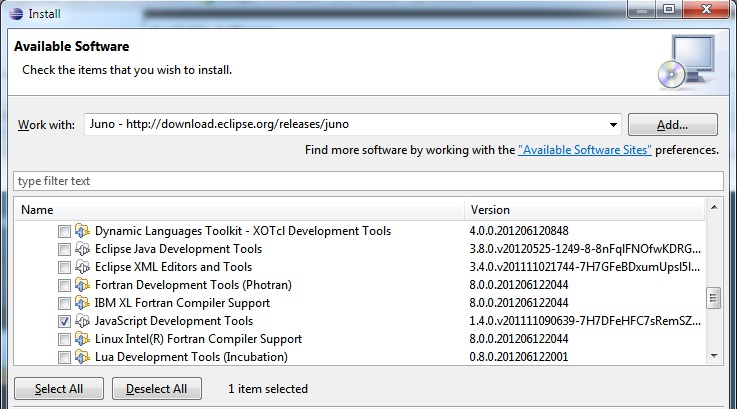 Install
Available Software
Check the items that you wish to install.
Work with: Juno - http://download.eclipse.org/releases/juno Add...
Find more software by working with the "Available Software Sites" preferences.
type filter text
Name Version
Dynamic Languages Toolkit - XOTcl Development Tools 4.0.0.201206120848
Eclipse Java Development Tools 3.8.0.v20120525-1249-8-8nFqIFNOfwKDRG...
Eclipse XML Editors and Tools 3.4.0.v201111021744-7H7GFeBDxumUpsl5I...
Fortran Development Tools (Photran) 8.0.0.201206122044
IBM XL Fortran Compiler Support 8.0.0.201206122044
JavaScript Development Tools 1.4.0.v201111090639-7H7DFeHFC7sRemSZ...
Linux Intel(R) Fortran Compiler Support 8.0.0.201206122044
Lua Development Tools (Incubation) 0.8.0.201206122001
Select All Deselect All 1 item selected